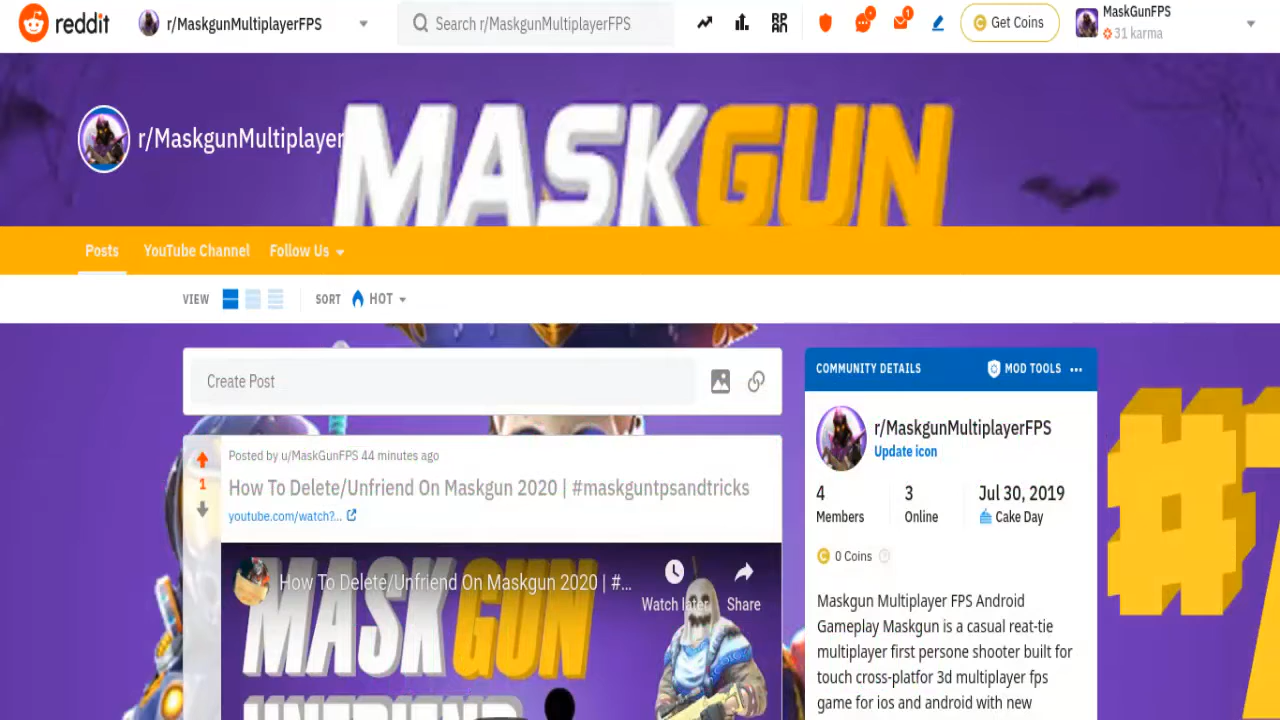 reddit r/MaskgunMultiplayerFPS Search r/MaskgunMultiplayerFPS 1 Get Coins MaskGunFPS
31 karma
MASKGUN
r/MaskgunMultiplayer
Posts YouTube Channel Follow Us
VIEW SORT HOT
Create Post
COMMUNITY DETAILS MOD TOOLS
r/MaskgunMultiplayerFPS
Update icon
4 3 Jul 30, 2019
Members Online Cake Day
0 Coins
Maskgun Multiplayer FPS Android
Gameplay Maskgun is a casual reat-tie
multiplayer first persone shooter built for
touch cross-platfor 3d multiplayer fps
game for ios and android with new
Posted by u/MaskGunFPS 44 minutes ago
1
How To Delete/Unfriend On Maskgun 2020 | #maskguntpsandtricks
youtube.com/watch?...
How To Delete/Unfriend On Maskgun 2020 | #...
Watch later Share
MASK GUN
UNFRIEND
#